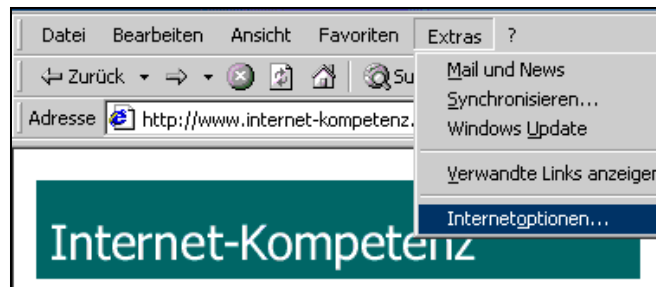 Datei Bearbeiten Ansicht Favoriten Extras ?
Zurück Su
Mail und News
Synchronisieren...
Adresse http://www.internet-kompetenz.
Windows Update
Verwandte Links anzeigen
Internetoptionen...
Internet-Kompetenz